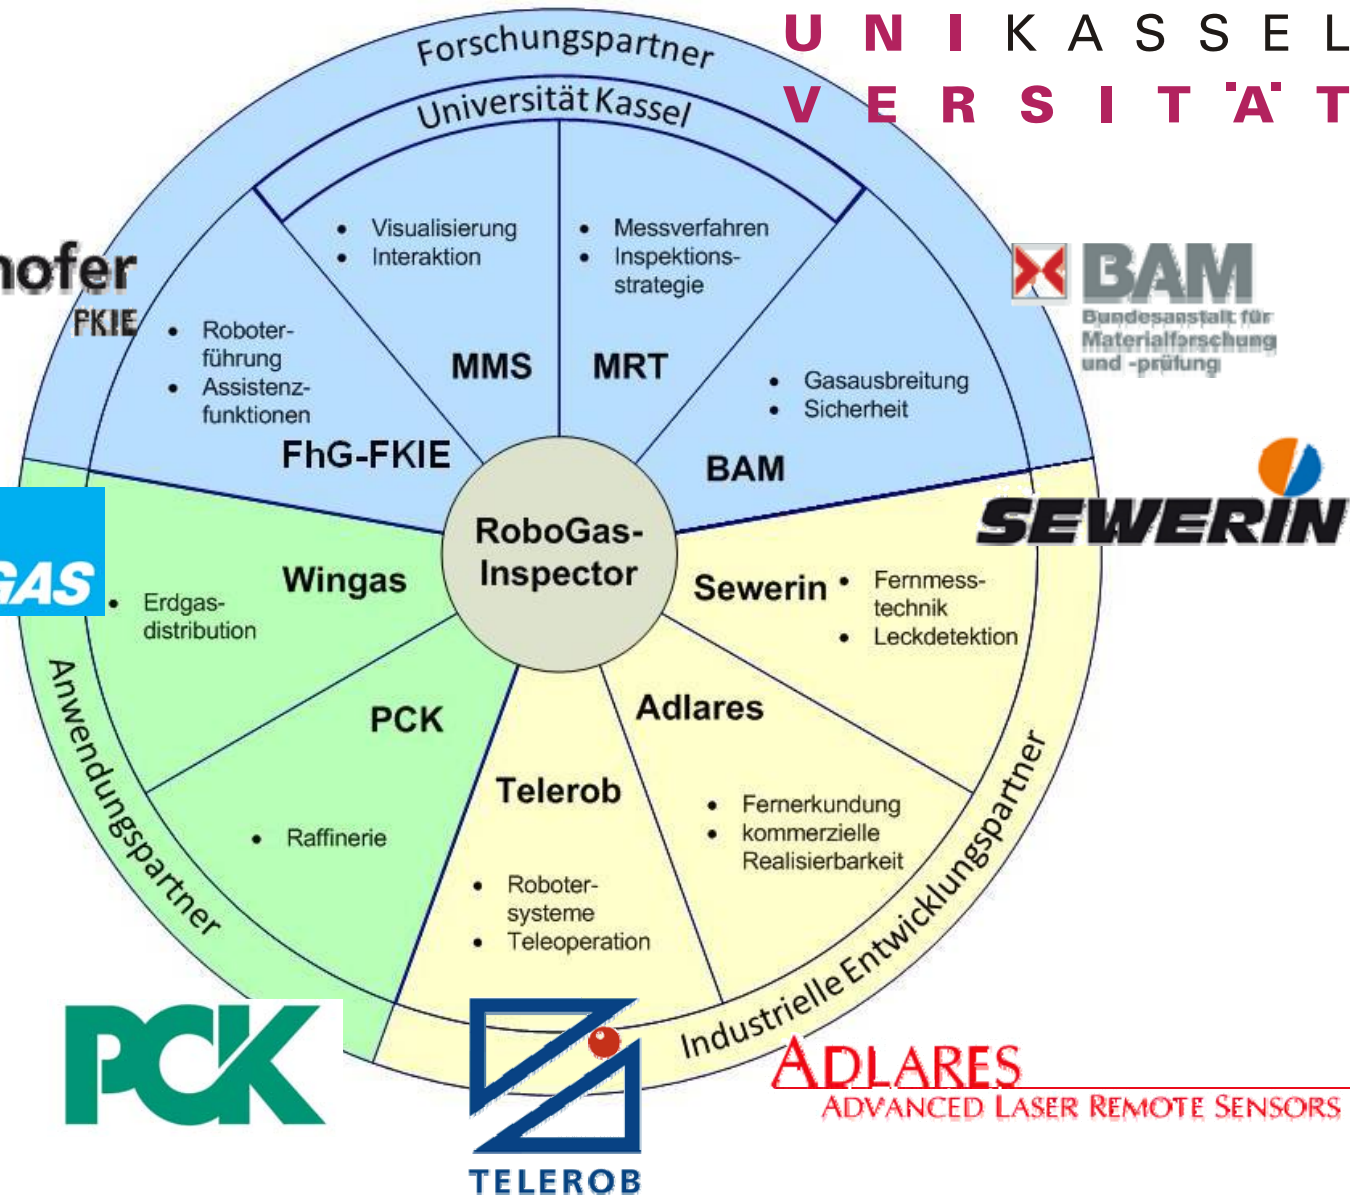 UNIKASSEL
VERSITÄT
Forschungspartner
Universität Kassel
• Visualisierung
• Interaktion
MMS
• Messverfahren
• Inspektions-
strategie
MRT
hofer
FKIE
• Roboter-
führung
• Assistenz-
funktionen
FhG-FKIE
• Gasausbreitung
• Sicherheit
BAM
BAM
Bundesanstalt für
Materialforschung
und -prüfung
RoboGas-
Inspector
GAS
Wingas
• Erdgas-
distribution
SEWERIN
Sewerin
• Fernmess-
technik
• Leckdetektion
PCK
• Raffinerie
Anwendungspartner
Telerob
• Roboter-
systeme
• Teleoperation
Adlares
• Fernerkundung
• kommerzielle
Realisierbarkeit
Industrielle Entwicklungspartner
PCK
TELEROB
ADLARES
ADVANCED LASER REMOTE SENSORS